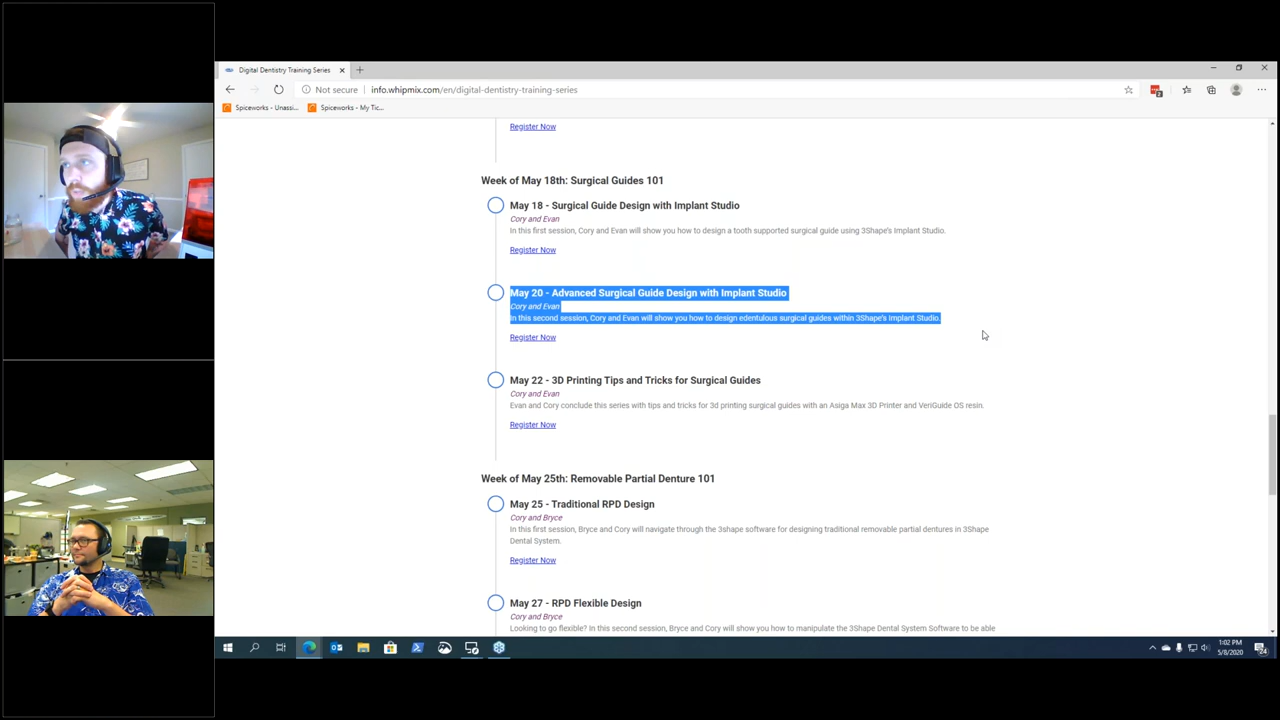 Digital Dentistry Training Series
Not secure
info.whipmix.com/en/digital-dentistry-training-series
Spiceworks - Unassi...
Spiceworks - My Tic...
Register Now
Week of May 18th: Surgical Guides 101
May 18 - Surgical Guide Design with Implant Studio
Cory and Evan
In this first session, Cory and Evan will show you how to design a tooth supported surgical guide using 3Shape's Implant Studio.
Register Now
May 20 - Advanced Surgical Guide Design with Implant Studio
Cory and Evan
In this second session, Cory and Evan will show you how to design edentulous surgical guides within 3Shape's Implant Studio.
Register Now
May 22 - 3D Printing Tips and Tricks for Surgical Guides
Cory and Evan
Evan and Cory conclude this series with tips and tricks for 3d printing surgical guides with an Asiga Max 3D Printer and VeriGuide OS resin.
Register Now
Week of May 25th: Removable Partial Denture 101
May 25 - Traditional RPD Design
Cory and Bryce
In this first session, Bryce and Cory will navigate through the 3shape software for designing traditional removable partial dentures in 3Shape
Dental System.
Register Now
May 27 - RPD Flexible Design
Cory and Bryce
Looking to go flexible? In this second session, Bryce and Cory will show you how to manipulate the 3Shape Dental System Software to be able
1:02 PM
5/8/2020